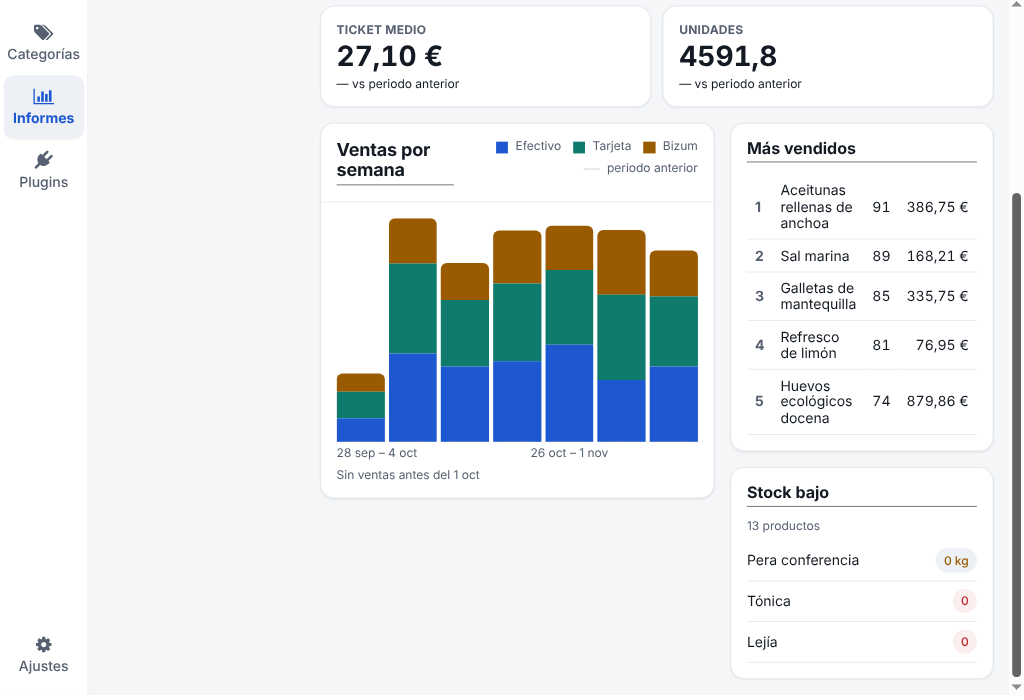 Categorías
Informes
Plugins
Ajustes
TICKET MEDIO
27,10 €
— vs periodo anterior
UNIDADES
4591,8
— vs periodo anterior
Ventas por
semana
Efectivo
Tarjeta
Bizum
periodo anterior
28 sep – 4 oct
26 oct – 1 nov
Sin ventas antes del 1 oct
Más vendidos
1 Aceitunas rellenas de anchoa 91 386,75 €
2 Sal marina 89 168,21 €
3 Galletas de mantequilla 85 335,75 €
4 Refresco de limón 81 76,95 €
5 Huevos ecológicos docena 74 879,86 €
Stock bajo
13 productos
Pera conferencia 0 kg
Tónica 0
Lejía 0